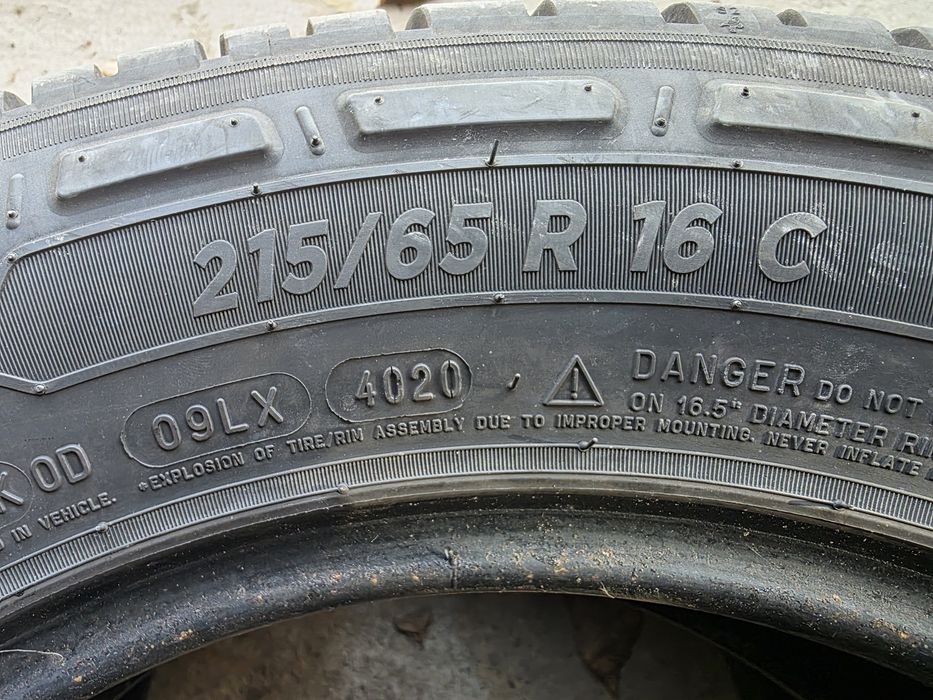 215/65 R 16 C
K 0D 09LX 4020 DANGER DO NOT
ON 16.5" DIAMETER
IN VEHICLE. *EXPLOSION OF TIRE/RIM ASSEMBLY DUE TO IMPROPER MOUNTING. NEVER INFLATE